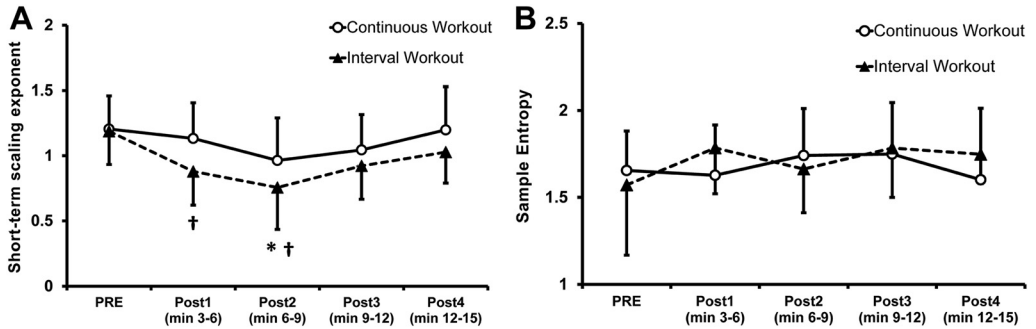 A
2
1.5
1
0.5
0
Short-term scaling exponent
Continuous Workout
Interval Workout
†
* †
PRE
Post1
(min 3-6)
Post2
(min 6-9)
Post3
(min 9-12)
Post4
(min 12-15)
B
2.5
2
1.5
1
Sample Entropy
Continuous Workout
Interval Workout
PRE
Post1
(min 3-6)
Post2
(min 6-9)
Post3
(min 9-12)
Post4
(min 12-15)